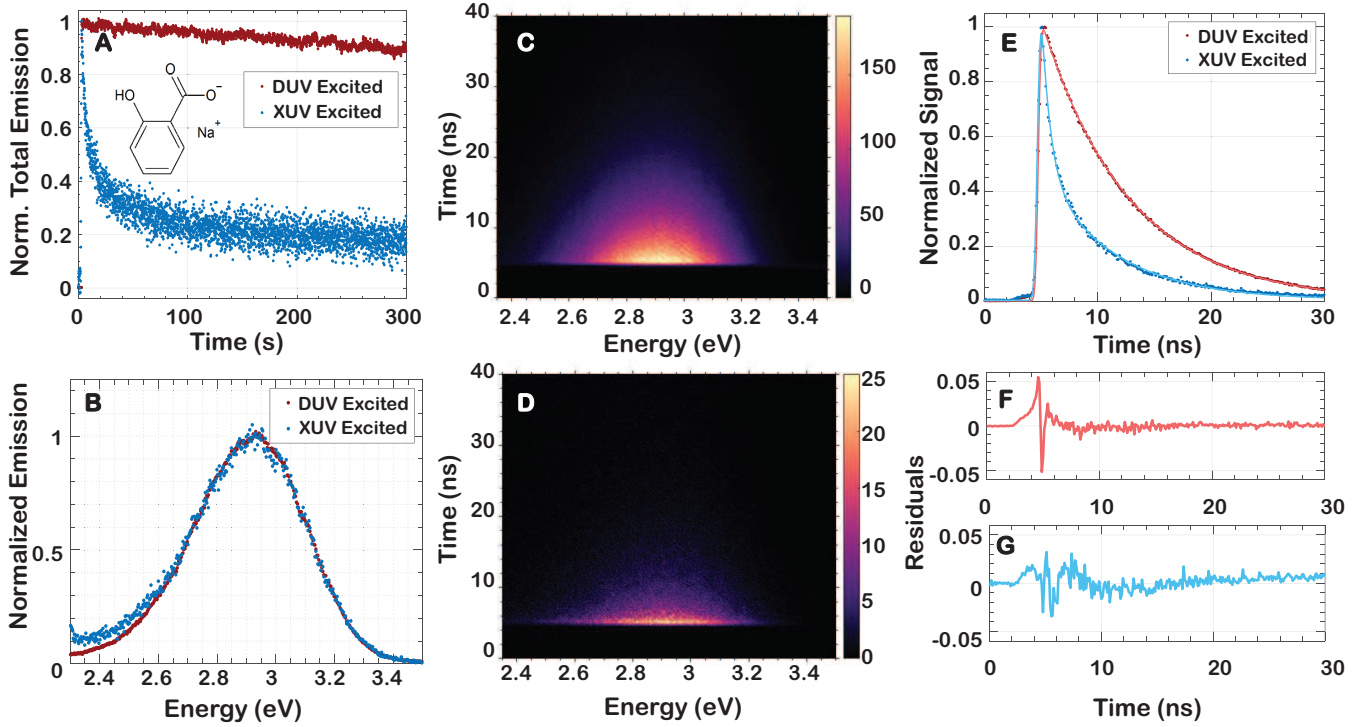 A
Norm. Total Emission
1
0.8
0.6
0.4
0.2
0
DUV Excited
XUV Excited
O
HO
O⁻
Na⁺
0
100
200
300
Time (s)
B
Normalized Emission
1
0.5
0
DUV Excited
XUV Excited
2.4
2.6
2.8
3
3.2
3.4
Energy (eV)
C
Time (ns)
40
30
20
10
0
2.4
2.6
2.8
3
3.2
3.4
Energy (eV)
150
100
50
0
D
Time (ns)
40
30
20
10
0
2.4
2.6
2.8
3
3.2
3.4
Energy (eV)
25
20
15
10
5
0
E
Normalized Signal
1
0.8
0.6
0.4
0.2
DUV Excited
XUV Excited
0
10
20
30
Time (ns)
F
Residuals
0.05
0
-0.05
0
10
20
30
G
0.05
0
-0.05
0
10
20
30
Time (ns)